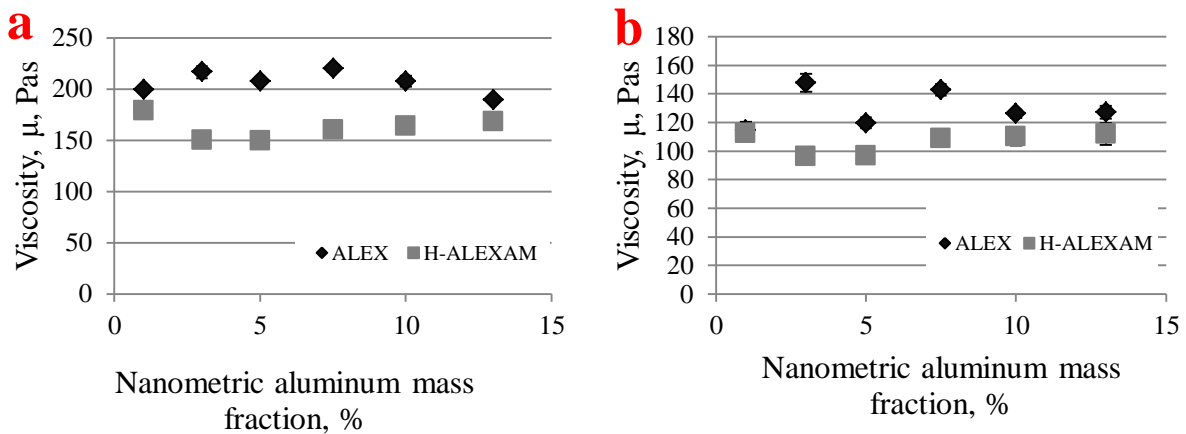 a
Viscosity, μ, Pas
250
200
150
100
50
0
0 5 10 15
ALEX H-ALEXAM
Nanometric aluminum mass
fraction, %
b
Viscosity, μ, Pas
180
160
140
120
100
80
60
40
20
0
0 5 10 15
ALEX H-ALEXAM
Nanometric aluminum mass
fraction, %